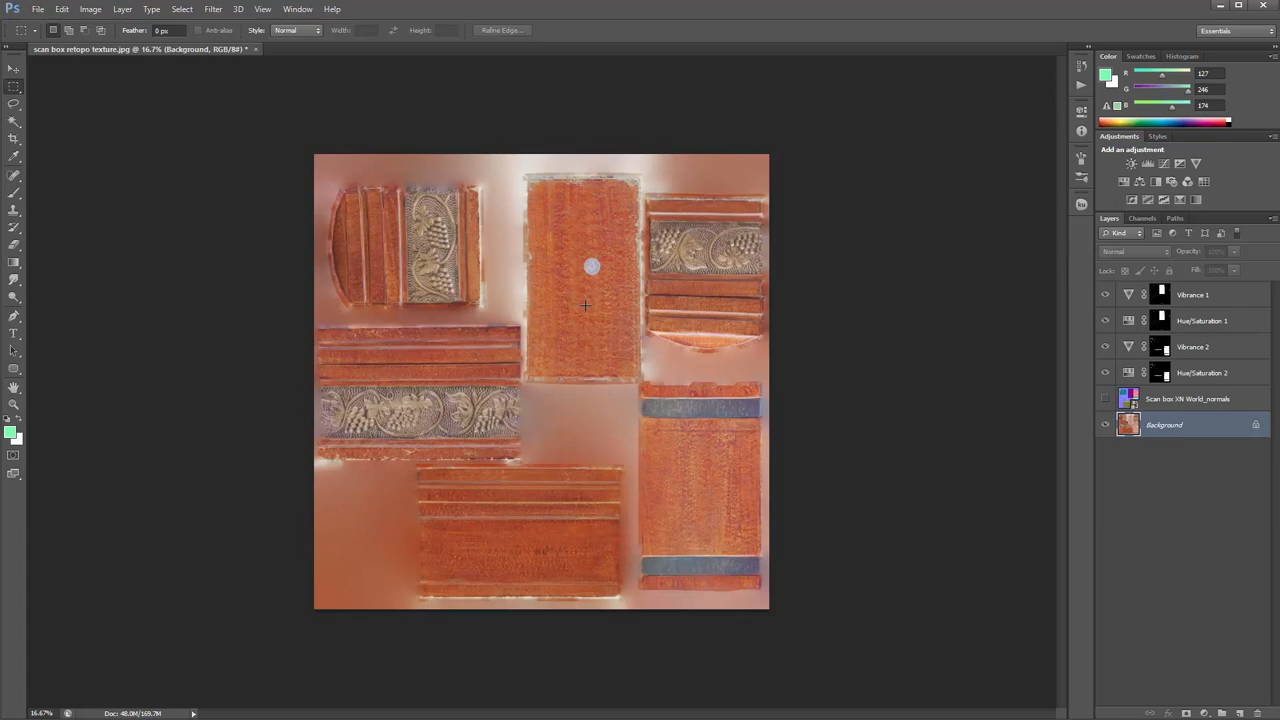 Ps File Edit Image Layer Type Select Filter 3D View Window Help
Feather: 0 px Anti-alias Style: Normal Width: Height: Refine Edge... Essentials
scan box retopo texture.jpg @ 16.7% (Background, RGB/8#) * ×
Color Swatches Histogram
R 127
G 246
B 174
Adjustments Styles
Add an adjustment
Layers Channels Paths
Kind
Normal Opacity: 100%
Lock: Fill: 100%
Vibrance 1
Hue/Saturation 1
Vibrance 2
Hue/Saturation 2
Scan box XN World_normals
Background
16.67% Doc: 48.0M/169.7M